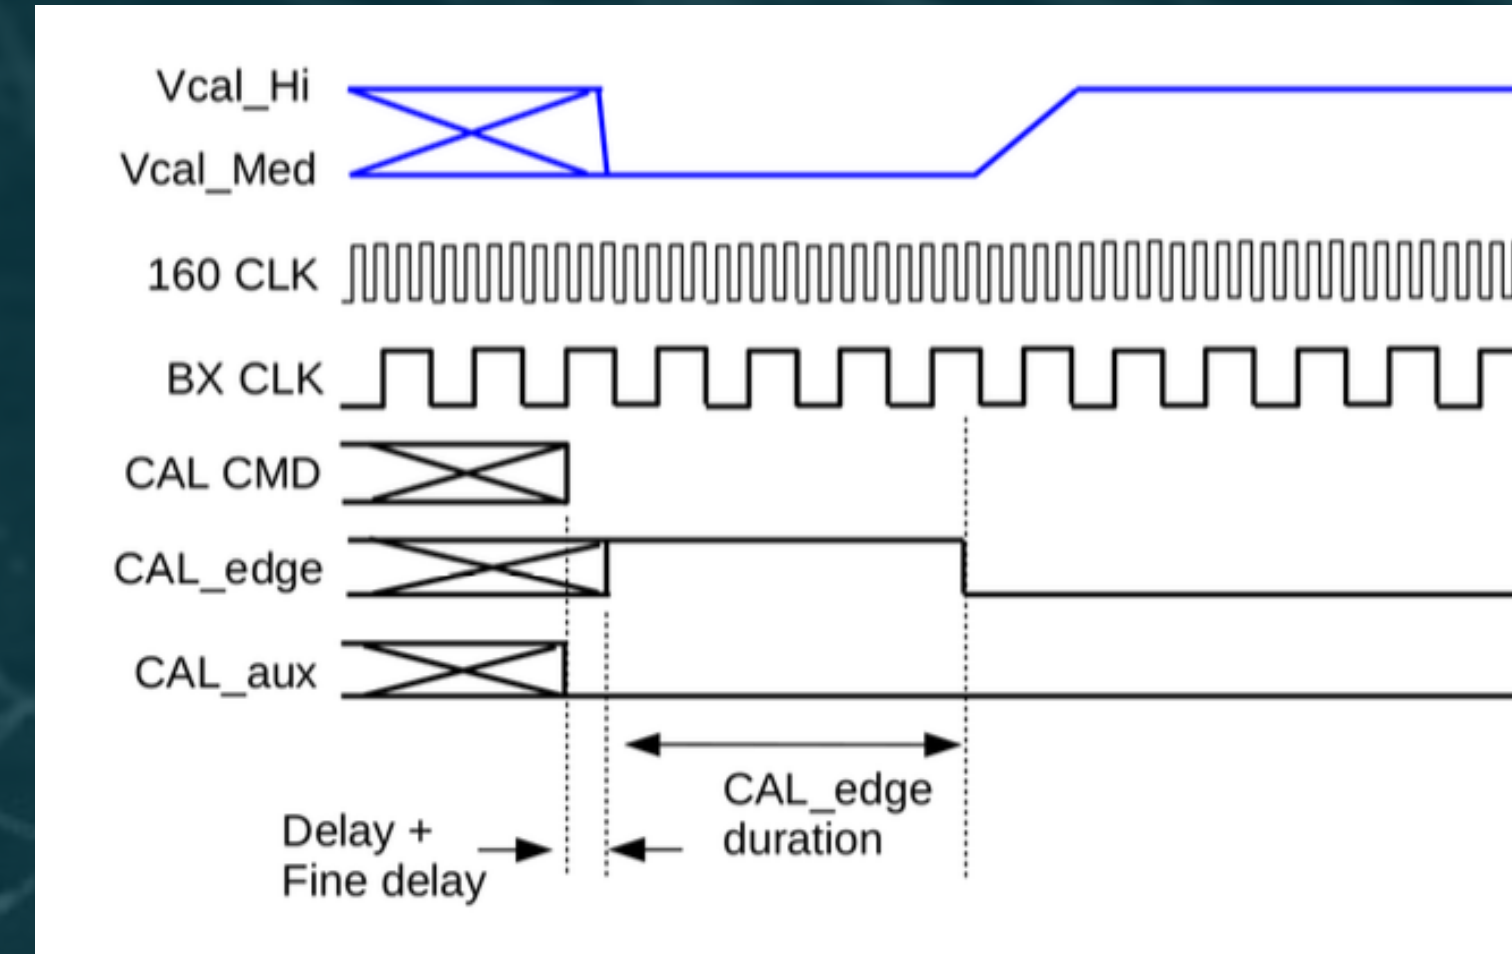 Vcal_Hi
Vcal_Med
160 CLK
BX CLK
CAL CMD
CAL_edge
CAL_aux
CAL_edge
duration
Delay +
Fine delay